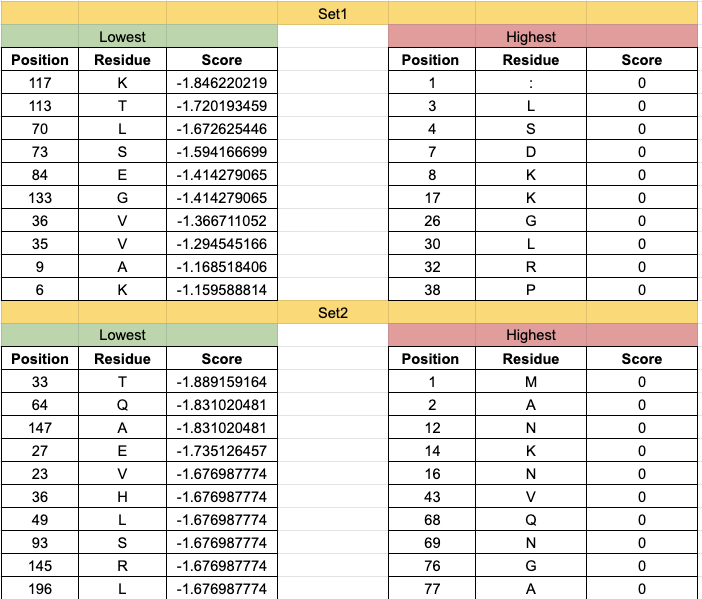 Set1
Lowest Highest
Position Residue Score Position Residue Score
117 K -1.846220219 1 : 0
113 T -1.720193459 3 L 0
70 L -1.672625446 4 S 0
73 S -1.594166699 7 D 0
84 E -1.414279065 8 K 0
133 G -1.414279065 17 K 0
36 V -1.366711052 26 G 0
35 V -1.294545166 30 L 0
9 A -1.168518406 32 R 0
6 K -1.159588814 38 P 0
Set2
Lowest Highest
Position Residue Score Position Residue Score
33 T -1.889159164 1 M 0
64 Q -1.831020481 2 A 0
147 A -1.831020481 12 N 0
27 E -1.735126457 14 K 0
23 V -1.676987774 16 N 0
36 H -1.676987774 43 V 0
49 L -1.676987774 68 Q 0
93 S -1.676987774 69 N 0
145 R -1.676987774 76 G 0
196 L -1.676987774 77 A 0